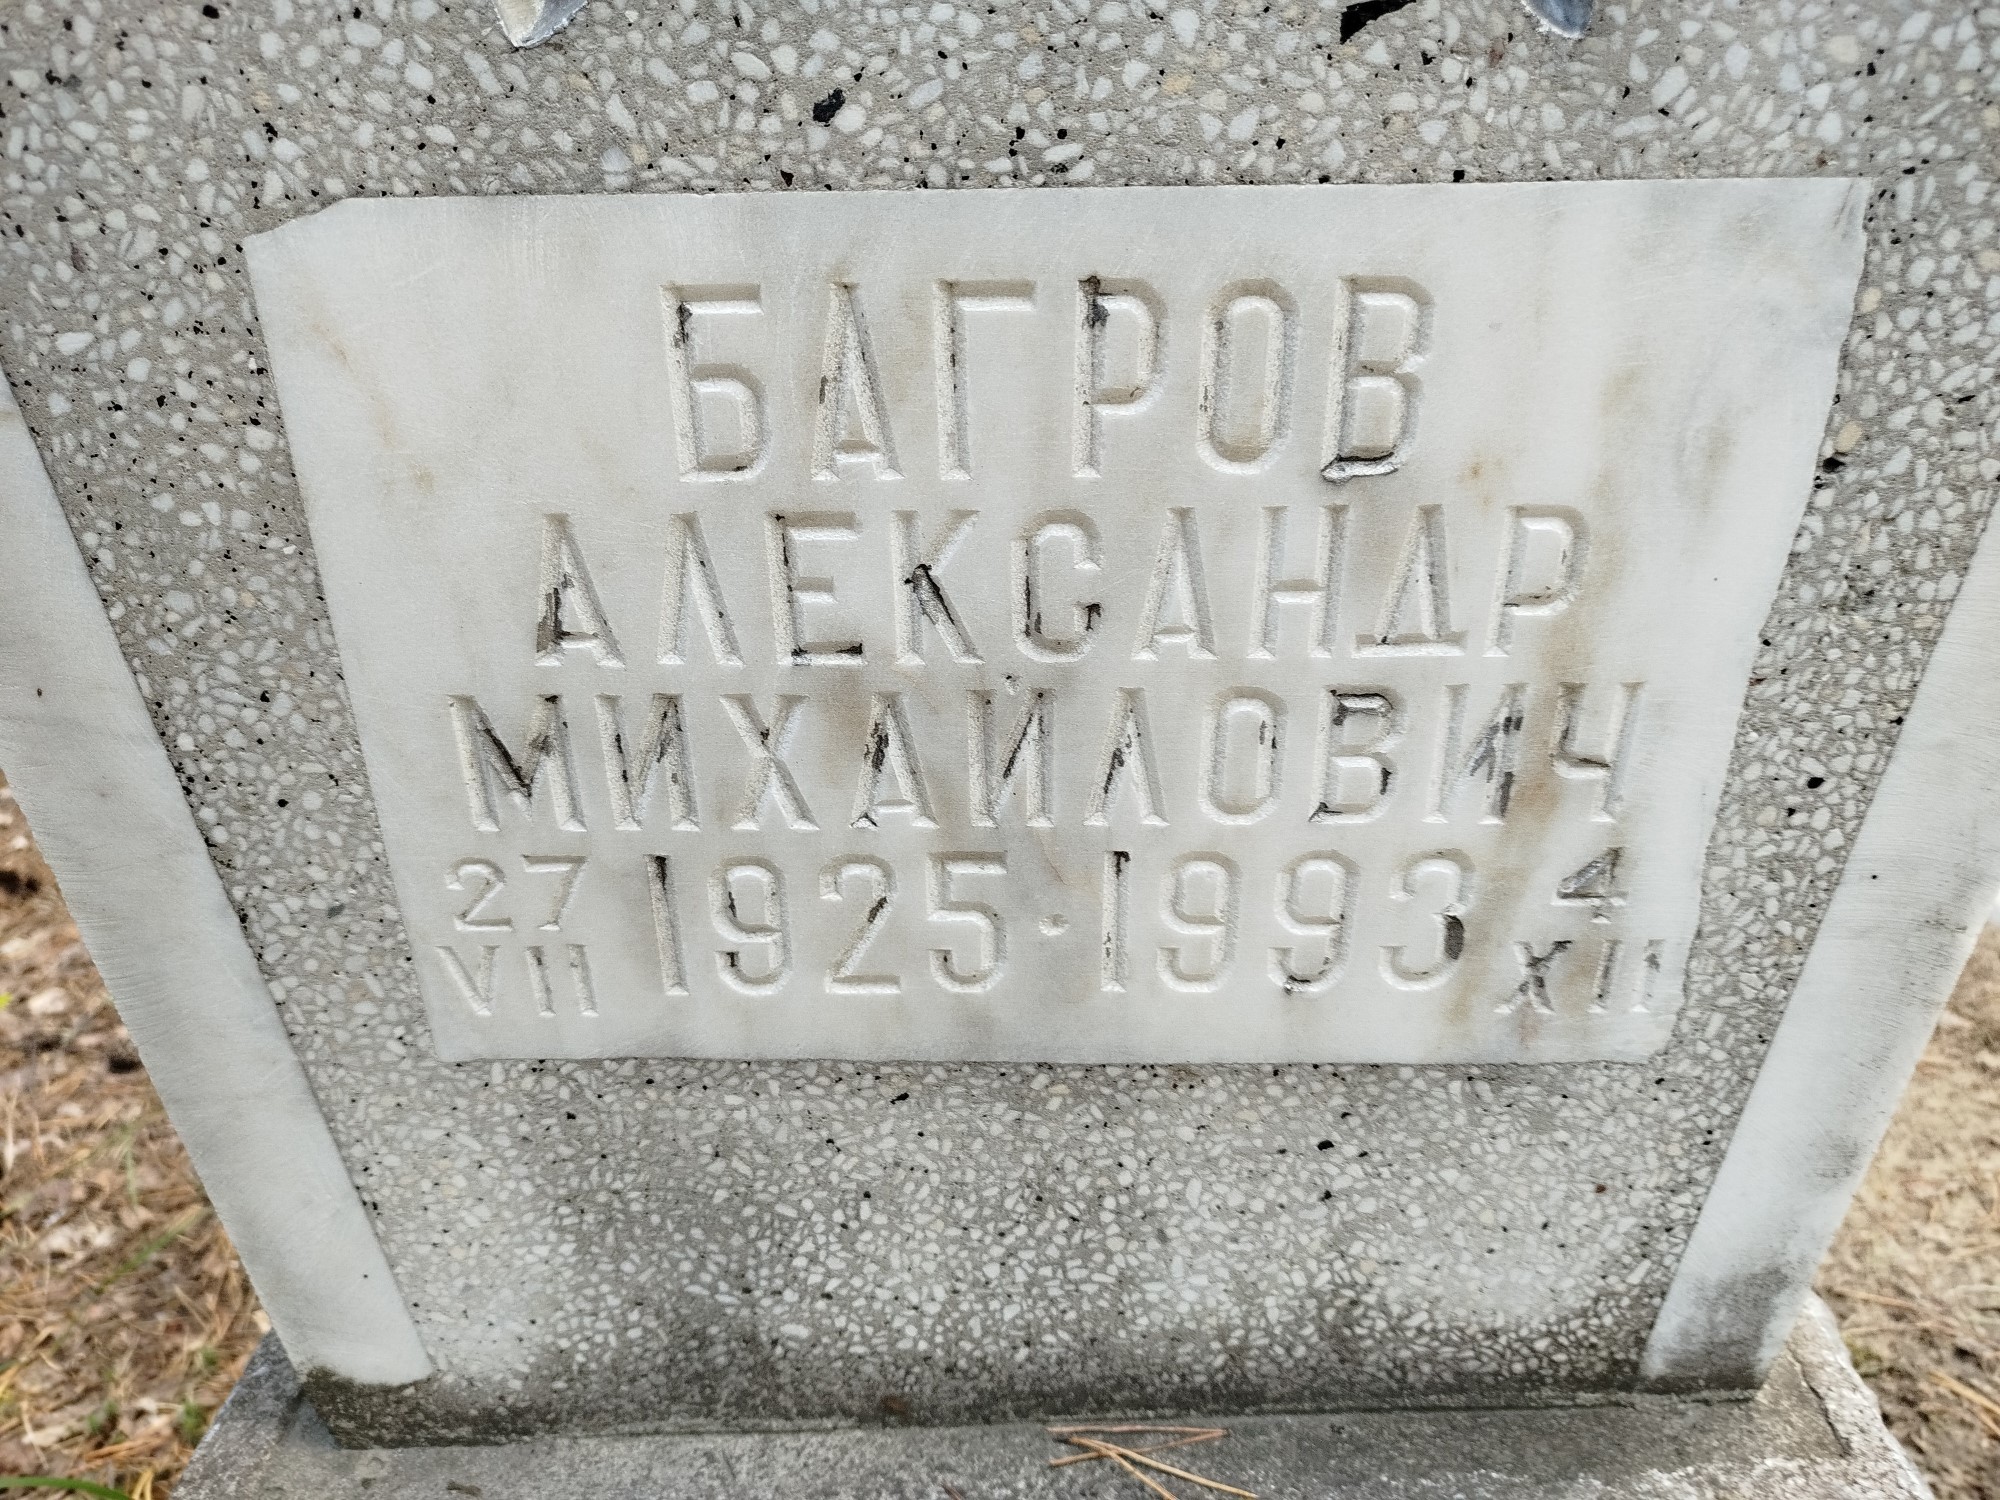 БАГРОВ
АЛЕКСАНДР
МИХАЙЛОВИЧ
27 VII 1925 · 1993 4 XII